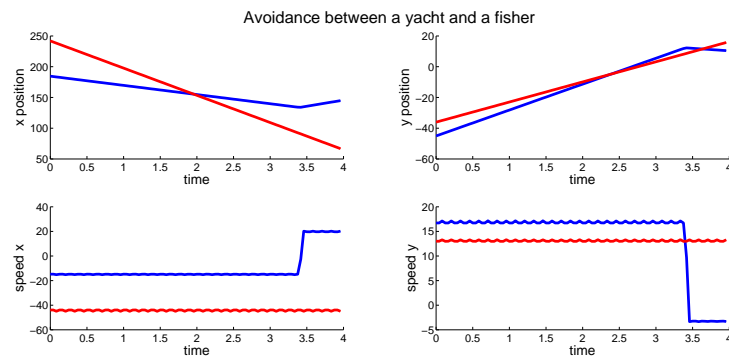 Avoidance between a yacht and a fisher
250
200
150
100
50
x position
0 0.5 1 1.5 2 2.5 3 3.5 4
time
20
0
−20
−40
−60
y position
0 0.5 1 1.5 2 2.5 3 3.5 4
time
40
20
0
−20
−40
−60
speed x
0 0.5 1 1.5 2 2.5 3 3.5 4
time
20
15
10
5
0
−5
speed y
0 0.5 1 1.5 2 2.5 3 3.5 4
time